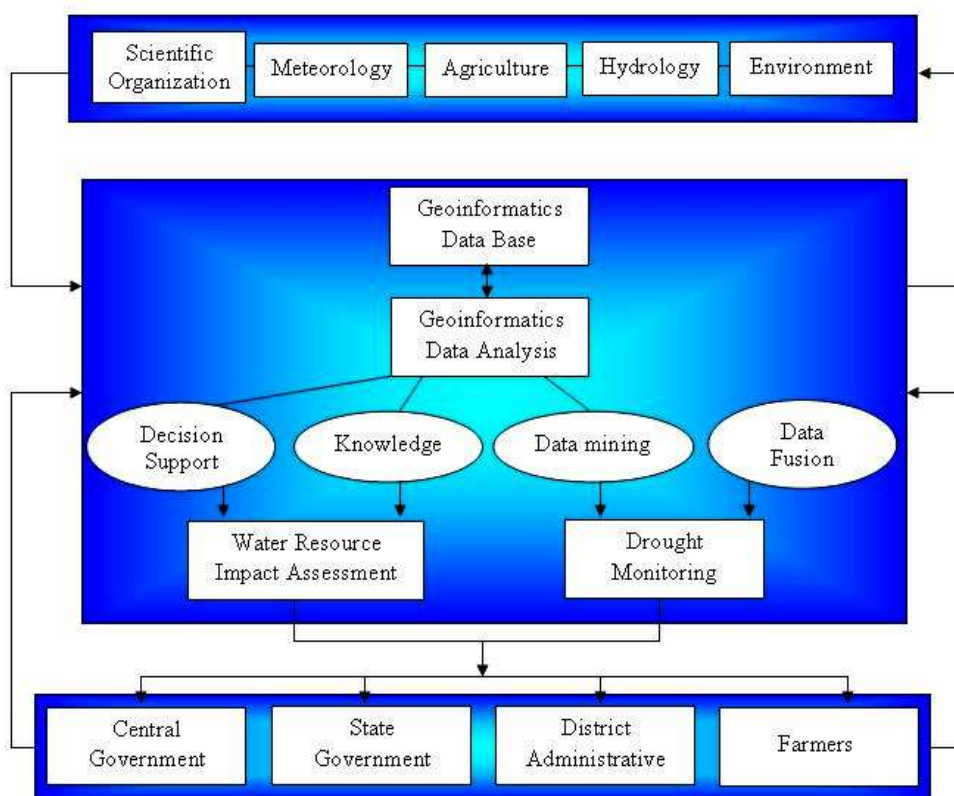 Scientific
Organization
Meteorology
Agriculture
Hydrology
Environment
Geoinformatics
Data Base
Geoinformatics
Data Analysis
Decision
Support
Knowledge
Data mining
Data
Fusion
Water Resource
Impact Assessment
Drought
Monitoring
Central
Government
State
Government
District
Administrative
Farmers